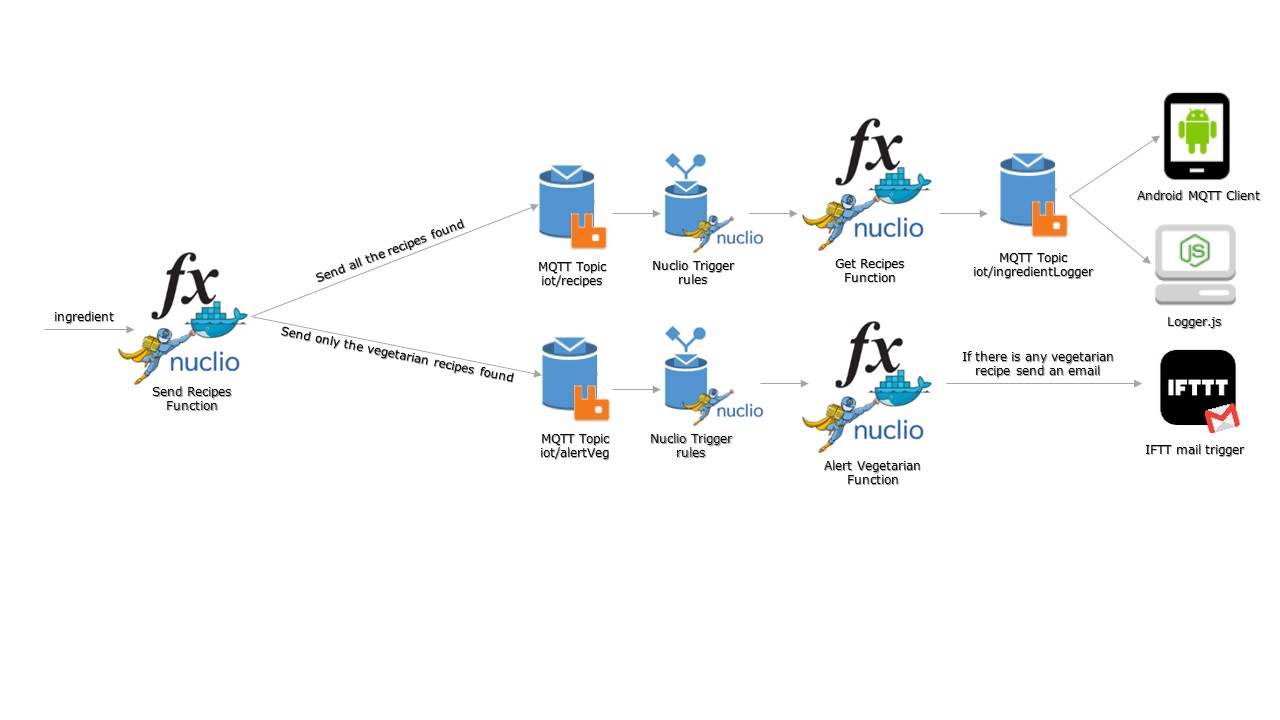 ingredient
fx
nuclio
Send Recipes
Function
Send all the recipes found
Send only the vegetarian recipes found
MQTT Topic
iot/recipes
nuclio
Nuclio Trigger
rules
fx
nuclio
Get Recipes
Function
MQTT Topic
iot/ingredientLogger
Android MQTT Client
JS
Logger.js
MQTT Topic
iot/alertVeg
nuclio
Nuclio Trigger
rules
fx
nuclio
Alert Vegetarian
Function
If there is any vegetarian
recipe send an email
IFTTT
IFTT mail trigger